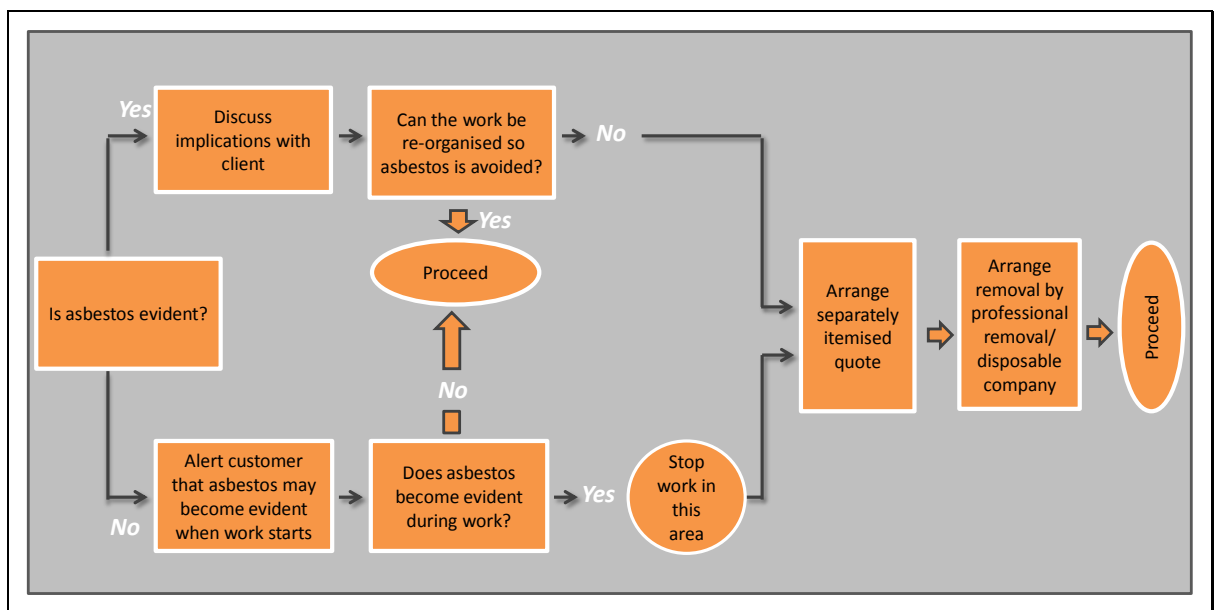 Yes
Discuss
implications with
client
Can the work be
re-organised so
asbestos is avoided?
No
Yes
Proceed
Is asbestos evident?
No
Alert customer
that asbestos may
become evident
when work starts
No
Does asbestos
become evident
during work?
Yes
Stop
work in
this
area
Arrange
separately
itemised
quote
Arrange
removal by
professional
removal/
disposable
company
Proceed